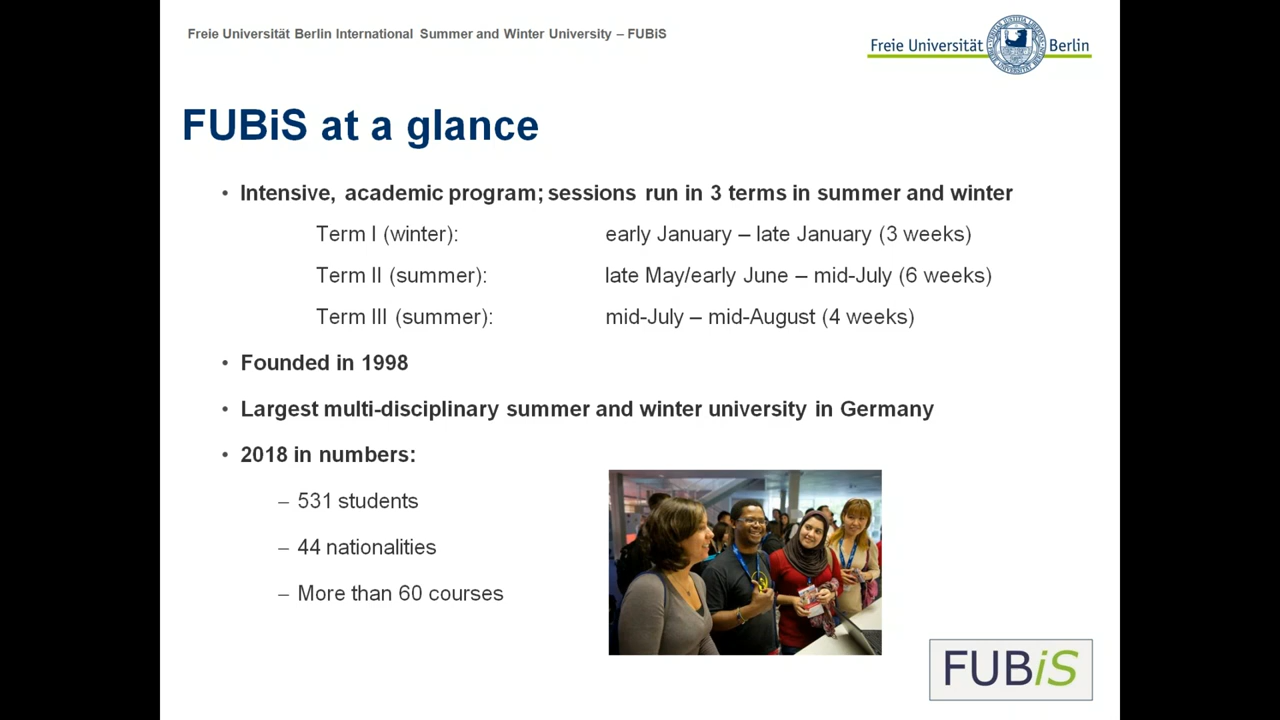 Freie Universität Berlin International Summer and Winter University – FUBiS
Freie Universität Berlin
FUBiS at a glance
• Intensive, academic program; sessions run in 3 terms in summer and winter
Term I (winter): early January – late January (3 weeks)
Term II (summer): late May/early June – mid-July (6 weeks)
Term III (summer): mid-July – mid-August (4 weeks)
• Founded in 1998
• Largest multi-disciplinary summer and winter university in Germany
• 2018 in numbers:
– 531 students
– 44 nationalities
– More than 60 courses
FUBiS